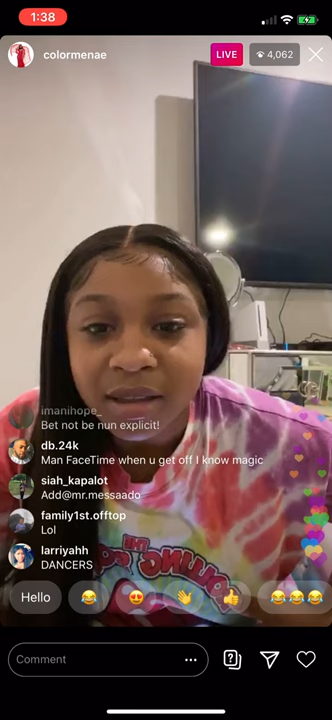 1:38
colormenae
LIVE
4,062
imanihope_
Bet not be nun explicit!
db.24k
Man FaceTime when u get off I know magic
siah_kapalot
Add@mr.messaado
family1st.offtop
Lol
larriyahh
DANCERS
Hello
Comment